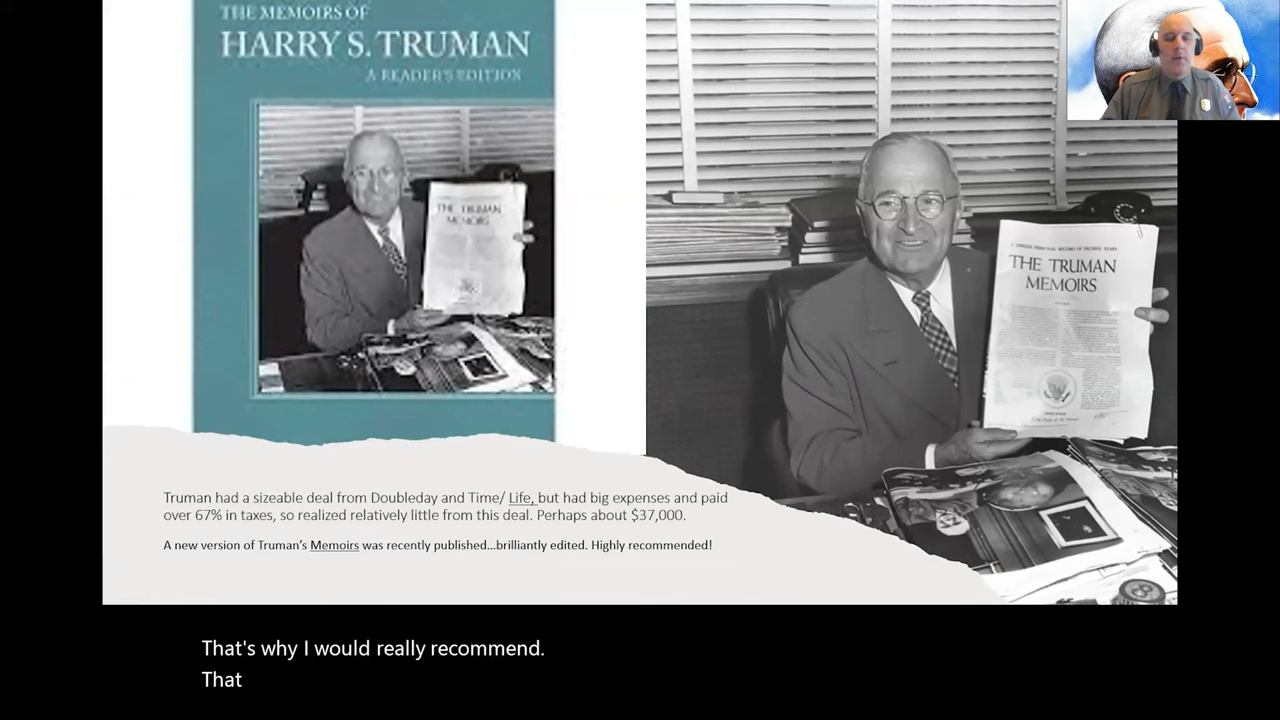 THE MEMOIRS OF
HARRY S. TRUMAN
A READER'S EDITION
THE TRUMAN
MEMOIRS
THE TRUMAN
MEMOIRS
Truman had a sizeable deal from Doubleday and Time/ Life, but had big expenses and paid
over 67% in taxes, so realized relatively little from this deal. Perhaps about $37,000.
A new version of Truman's Memoirs was recently published...brilliantly edited. Highly recommended!
That's why I would really recommend.
That